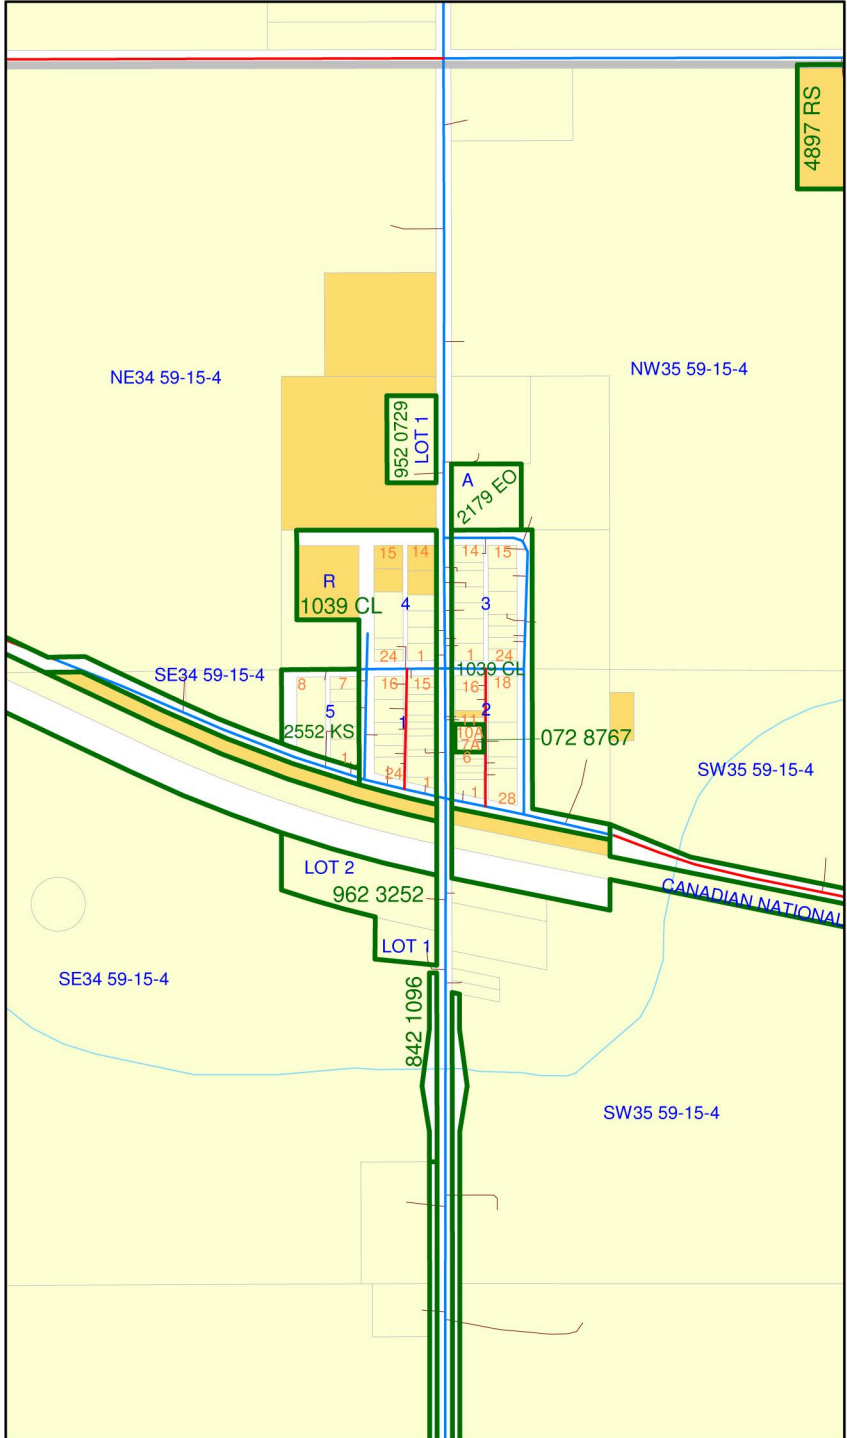 4897 RS
NE34 59-15-4
NW35 59-15-4
952 0729
LOT 1
A
2179 EO
15
14
14
15
R
1039 CL
4
3
24
1
1
24
1039 CL
SE34 59-15-4
8
7
16
15
16
18
5
1
2
11
2552 KS
10A
7A
072 8767
6
1
24
1
1
28
SW35 59-15-4
LOT 2
962 3252
CANADIAN NATIONAL
LOT 1
SE34 59-15-4
842 1096
SW35 59-15-4